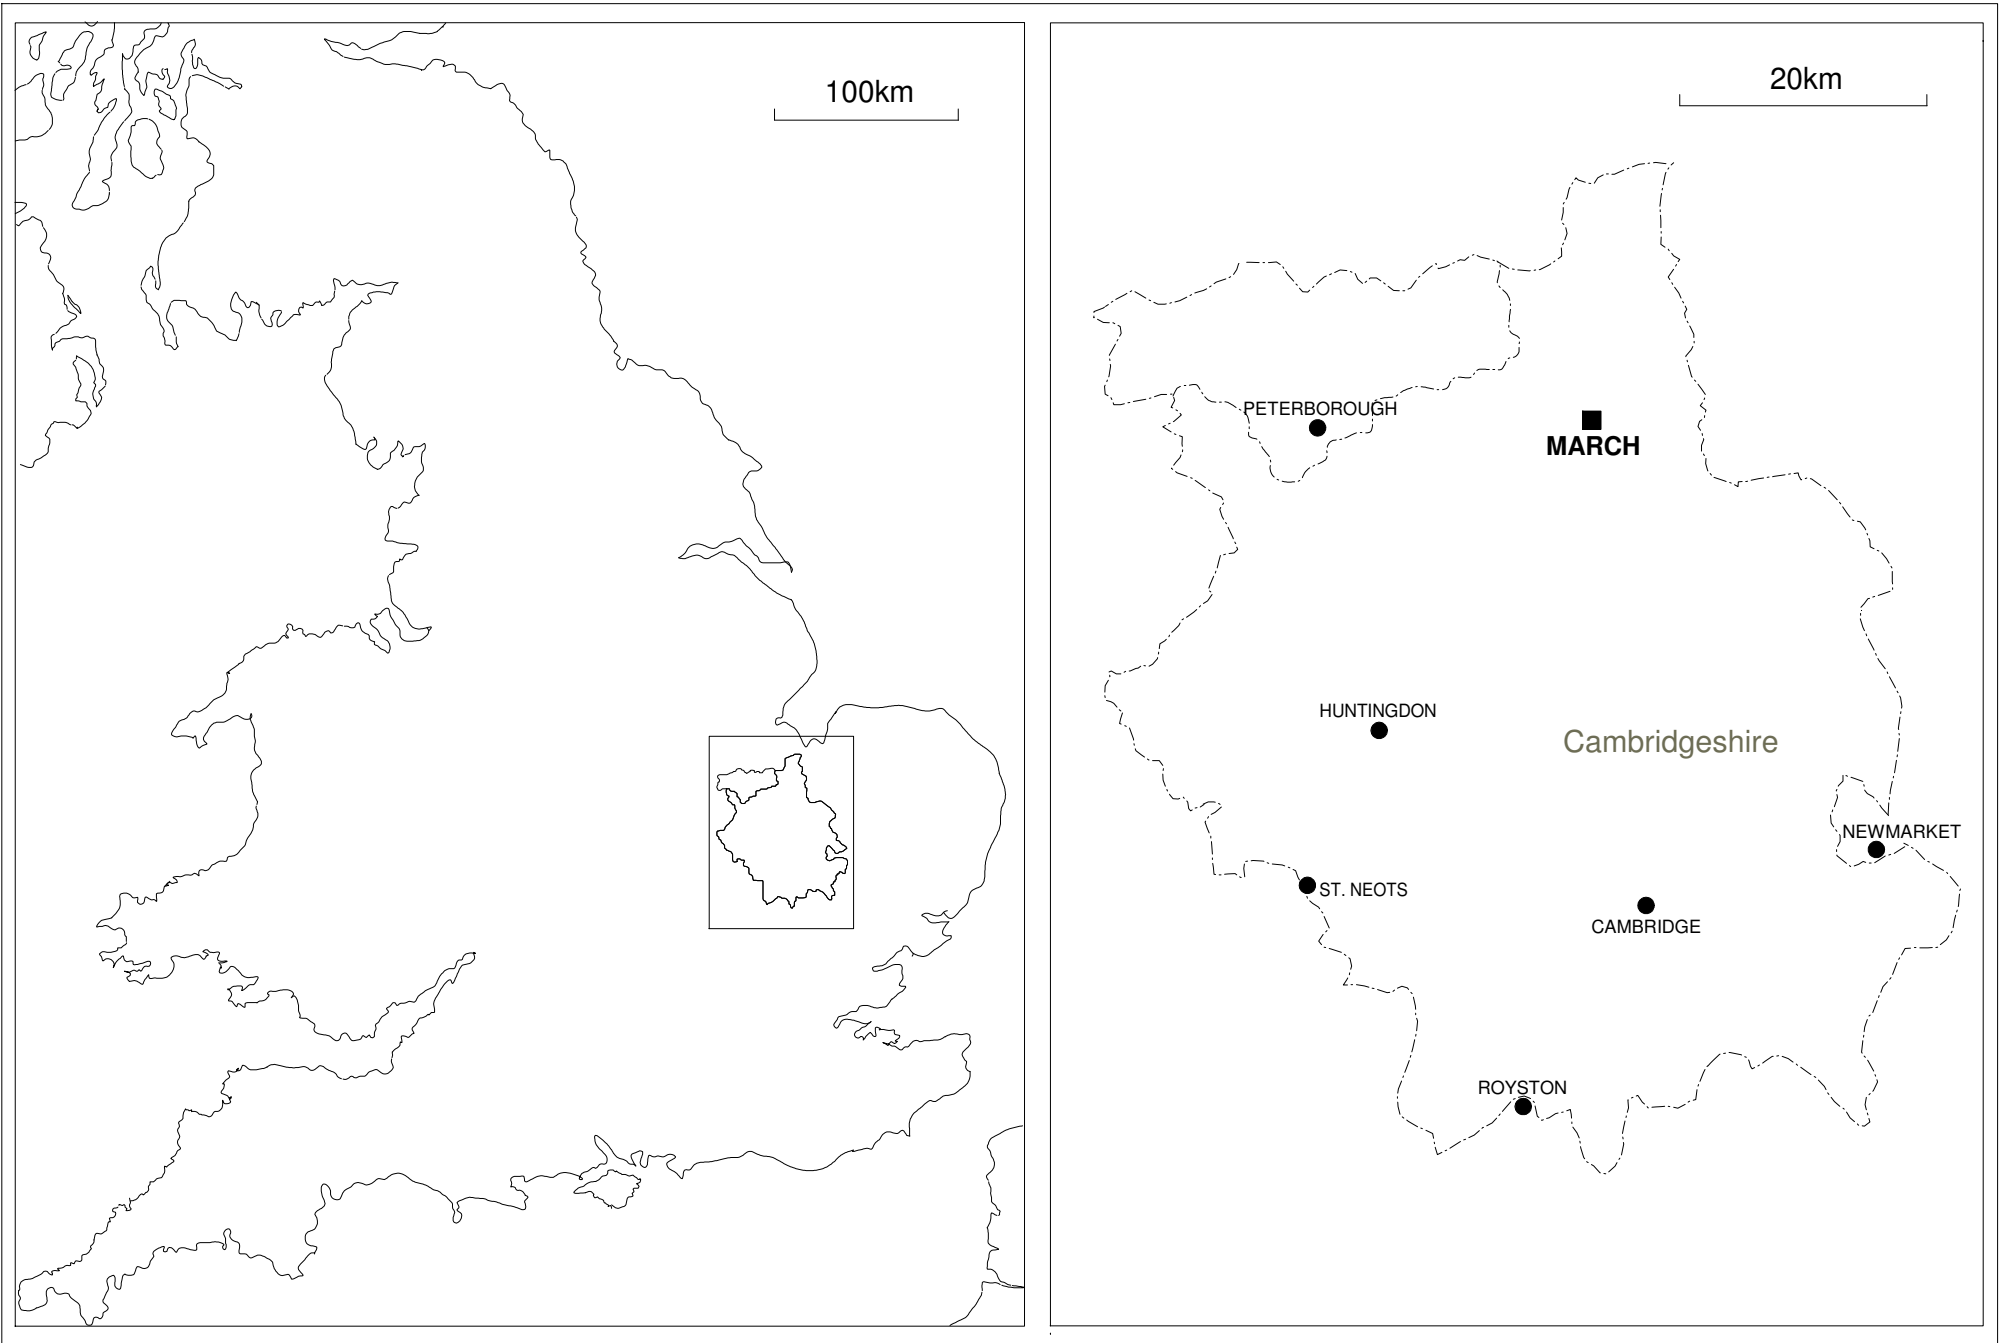 100km
20km
PETERBOROUGH
MARCH
HUNTINGDON
Cambridgeshire
NEWMARKET
ST. NEOTS
CAMBRIDGE
ROYSTON